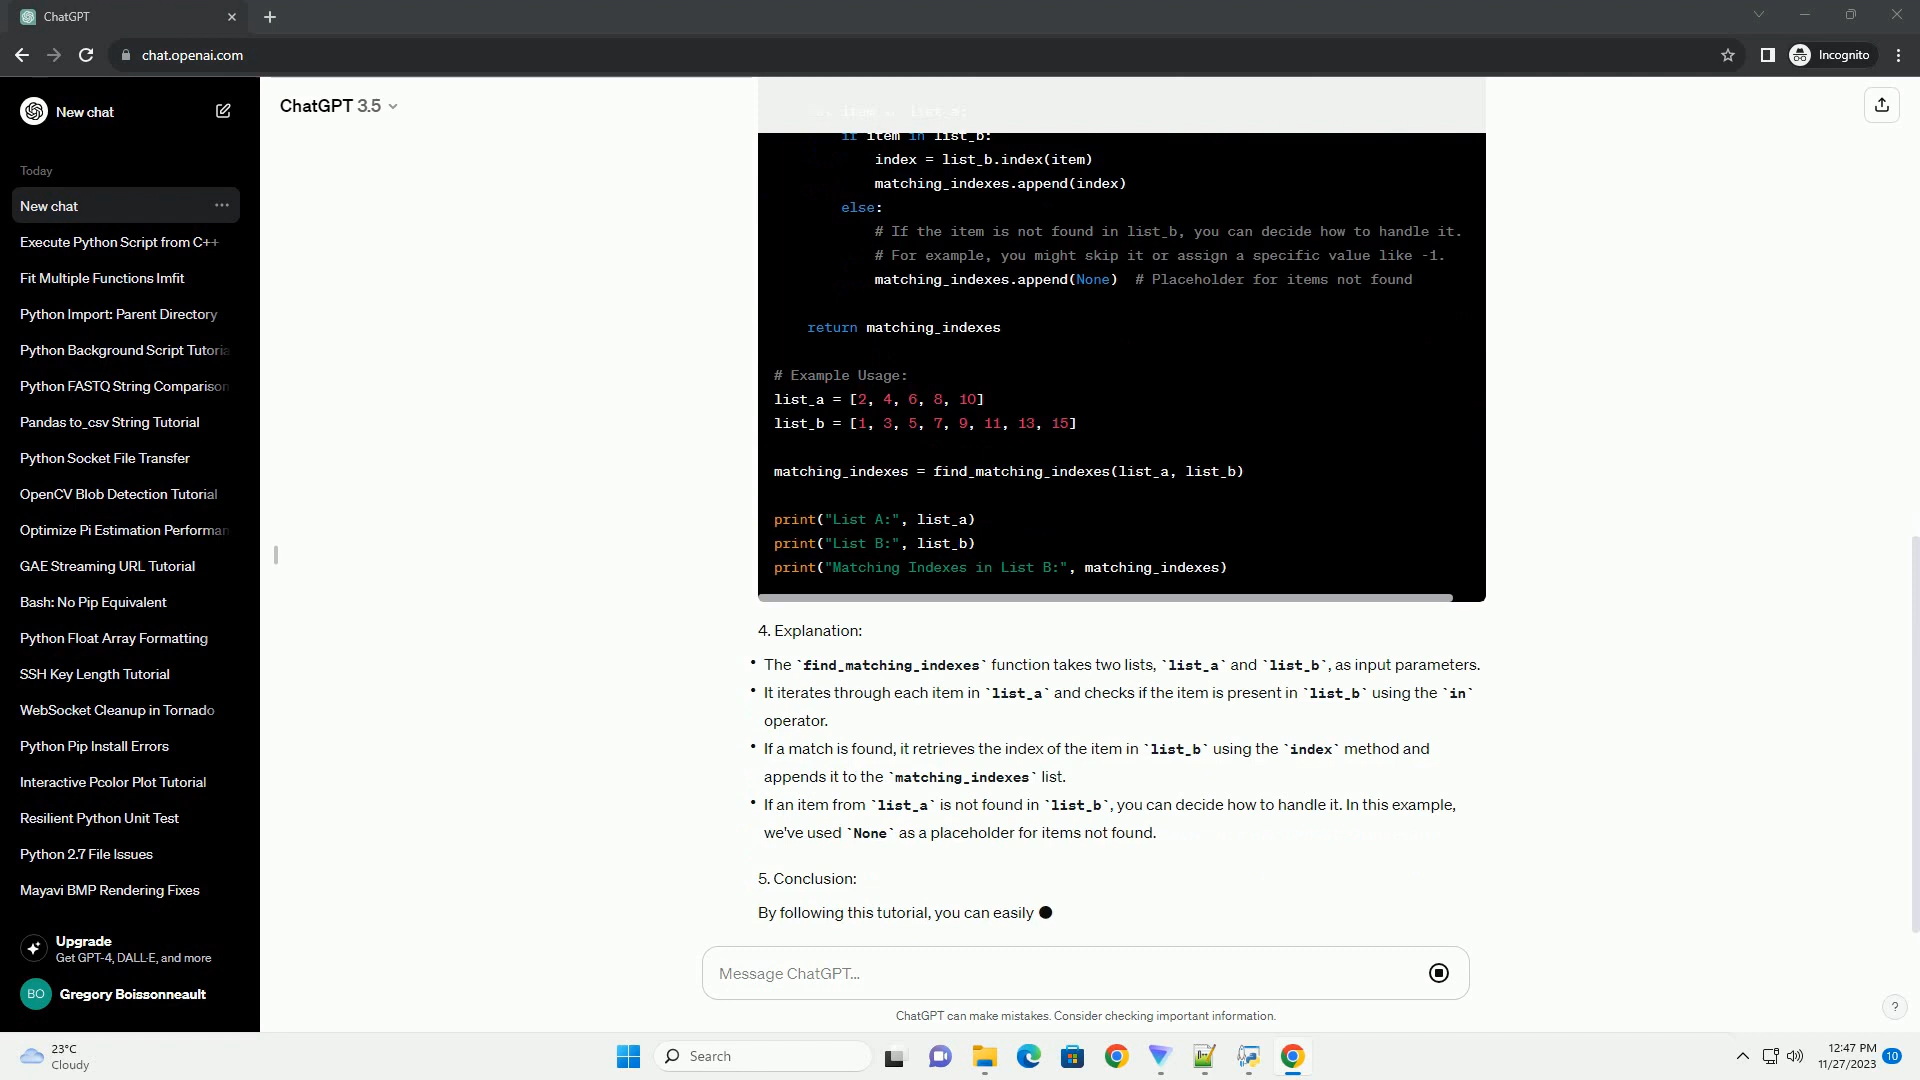 ChatGPT
chat.openai.com
Incognito
New chat
ChatGPT 3.5
Today
New chat
Execute Python Script from C++
Fit Multiple Functions lmfit
Python Import: Parent Directory
Python Background Script Tutoria
Python FASTQ String Comparison
Pandas to_csv String Tutorial
Python Socket File Transfer
OpenCV Blob Detection Tutorial
Optimize Pi Estimation Performan
GAE Streaming URL Tutorial
Bash: No Pip Equivalent
Python Float Array Formatting
SSH Key Length Tutorial
WebSocket Cleanup in Tornado
Python Pip Install Errors
Interactive Pcolor Plot Tutorial
Resilient Python Unit Test
Python 2.7 File Issues
Mayavi BMP Rendering Fixes
Upgrade
Get GPT-4, DALL·E, and more
BO Gregory Boissonneault
item list_a:
if item in list_b:
index = list_b.index(item)
matching_indexes.append(index)
else:
# If the item is not found in list_b, you can decide how to handle it.
# For example, you might skip it or assign a specific value like -1.
matching_indexes.append(None)  # Placeholder for items not found
return matching_indexes
# Example Usage:
list_a = [2, 4, 6, 8, 10]
list_b = [1, 3, 5, 7, 9, 11, 13, 15]
matching_indexes = find_matching_indexes(list_a, list_b)
print("List A:", list_a)
print("List B:", list_b)
print("Matching Indexes in List B:", matching_indexes)
4. Explanation:
• The `find_matching_indexes` function takes two lists, `list_a` and `list_b`, as input parameters.
• It iterates through each item in `list_a` and checks if the item is present in `list_b` using the `in`
operator.
• If a match is found, it retrieves the index of the item in `list_b` using the `index` method and
appends it to the `matching_indexes` list.
• If an item from `list_a` is not found in `list_b`, you can decide how to handle it. In this example,
we've used `None` as a placeholder for items not found.
5. Conclusion:
By following this tutorial, you can easily
Message ChatGPT...
ChatGPT can make mistakes. Consider checking important information.
?
23°C
Cloudy
Search
12:47 PM
11/27/2023
10